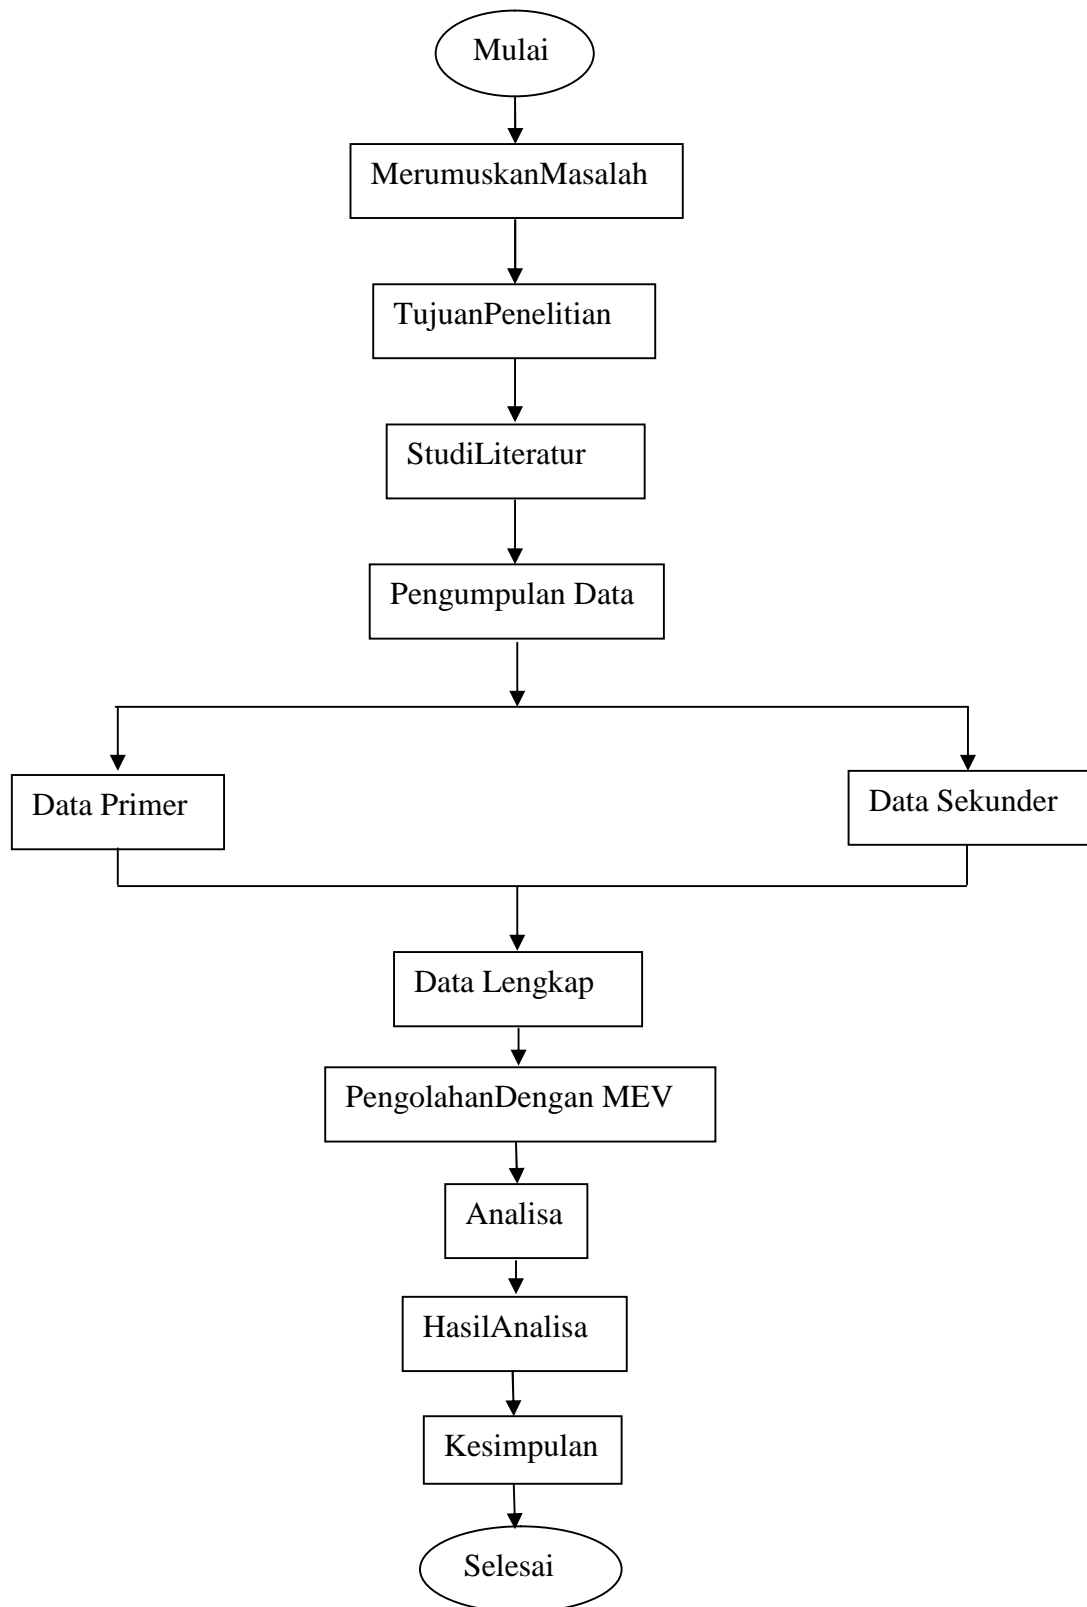 Mulai
MerumuskanMasalah
TujuanPenelitian
StudiLiteratur
Pengumpulan Data
Data Primer
Data Sekunder
Data Lengkap
PengolahanDengan MEV
Analisa
HasilAnalisa
Kesimpulan
Selesai